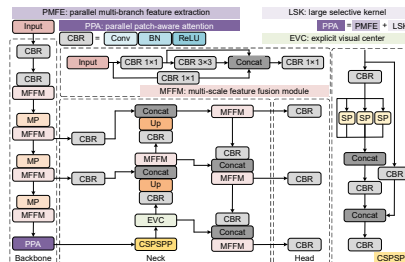 PMFE: parallel multi-branch feature extraction
LSK: large selective kernel
PPA: parallel patch-aware attention
PPA = PMFE + LSK
CBR = Conv BN ReLU
EVC: explicit visual center
Input
CBR
CBR
MFFM
MP
MFFM
MP
MFFM
PPA
Backbone
Input
CBR 1×1
CBR 3×3
Concat
CBR 1×1
CBR 1×1
MFFM: multi-scale feature fusion module
CBR
CBR
Concat
Up
CBR
MFFM
Concat
Up
CBR
EVC
CSPSPP
Neck
MFFM
CBR
Concat
MFFM
CBR
Concat
MFFM
CBR
CBR
CBR
Head
CBR
SP
SP
SP
Concat
CBR
CBR
Concat
CBR
CSPSP